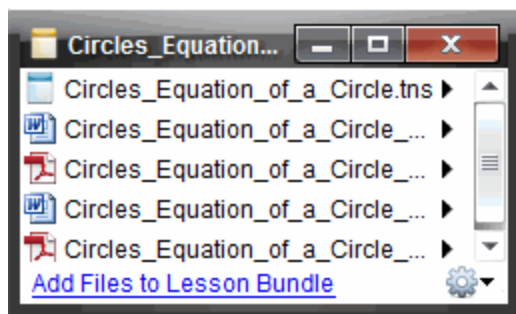 Circles_Equation...
Circles_Equation_of_a_Circle.tns
Circles_Equation_of_a_Circle_...
Circles_Equation_of_a_Circle_...
Circles_Equation_of_a_Circle_...
Circles_Equation_of_a_Circle_...
Add Files to Lesson Bundle